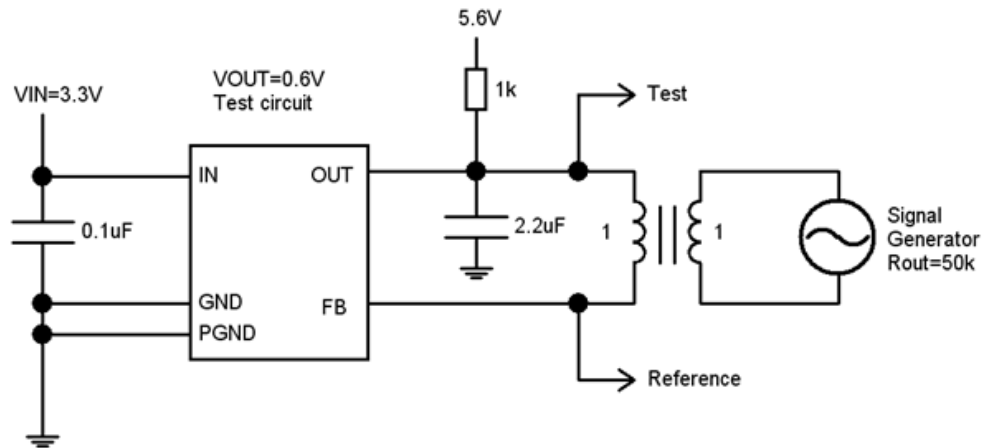 5.6V
VOUT=0.6V
Test circuit
1k
Test
VIN=3.3V
IN
OUT
0.1uF
2.2uF
1
1
Signal
Generator
Rout=50k
GND
FB
PGND
Reference